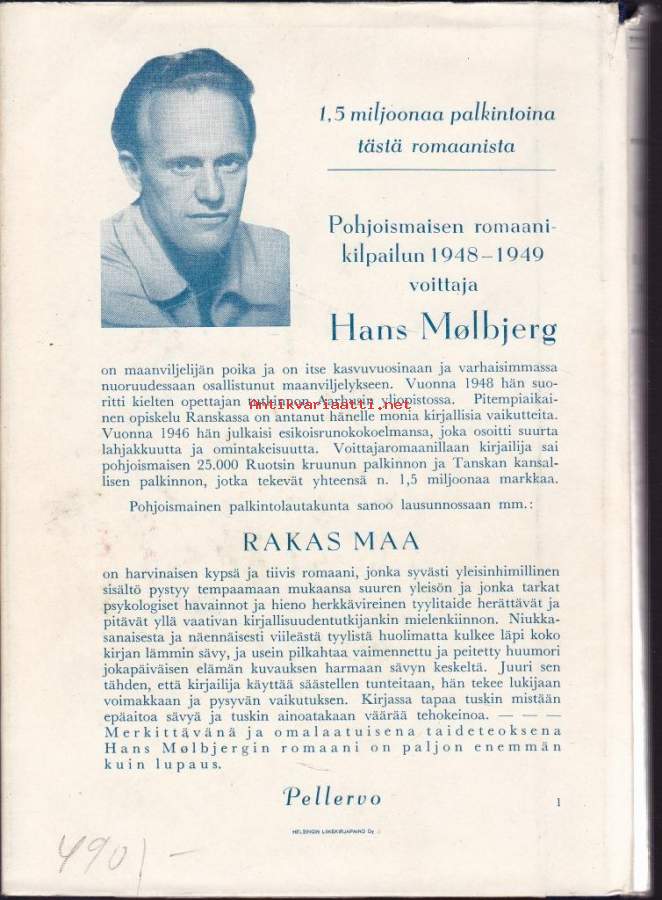 1,5 miljoonaa palkintoina
tästä romaanista
Pohjoismaisen romaani-
kilpailun 1948–1949
voittaja
Hans Mølbjerg
on maanviljelijän poika ja on itse kasvuvuosinaan ja varhaisimmassa
nuoruudessaan osallistunut maanviljelykseen. Vuonna 1948 hän suo-
ritti kielten opettajan tutkinnon Aarhusin yliopistossa. Pitempiaikai-
Antikvariaatti.net
nen opiskelu Ranskassa on antanut hänelle monia kirjallisia vaikutteita.
Vuonna 1946 hän julkaisi esikoisrunokokoelmansa, joka osoitti suurta
lahjakkuutta ja omintakeisuutta. Voittajaromaanillaan kirjailija sai
pohjoismaisen 25.000 Ruotsin kruunun palkinnon ja Tanskan kansal-
lisen palkinnon, jotka tekevät yhteensä n. 1,5 miljoonaa markkaa.
Pohjoismainen palkintolautakunta sanoo lausunnossaan mm.:
RAKAS MAA
on harvinaisen kypsä ja tiivis romaani, jonka syvästi yleisinhimillinen
sisältö pystyy tempaamaan mukaansa suuren yleisön ja jonka tarkat
psykologiset havainnot ja hieno herkkävireinen tyylitaide herättävät ja
pitävät yllä vaativan kirjallisuudentutkijankin mielenkiinnon. Niukka-
sanaisesta ja näennäisesti viileästä tyylistä huolimatta kulkee läpi koko
kirjan lämmin sävy, ja usein pilkahtaa vaimennettu ja peitetty huumori
jokapäiväisen elämän kuvauksen harmaan sävyn keskeltä. Juuri sen
tähden, että kirjailija käyttää säästellen tunteitaan, hän tekee lukijaan
voimakkaan ja pysyvän vaikutuksen. Kirjassa tapaa tuskin mistään
epäaitoa sävyä ja tuskin ainoatakaan väärää tehokeinoa. — — —
Merkittävänä ja omalaatuisena taideteoksena
Hans Mølbjergin romaani on paljon enemmän
kuin lupaus.
Pellervo
1
HELSINGIN LIIKEKIRJAPAINO Oy
490/-